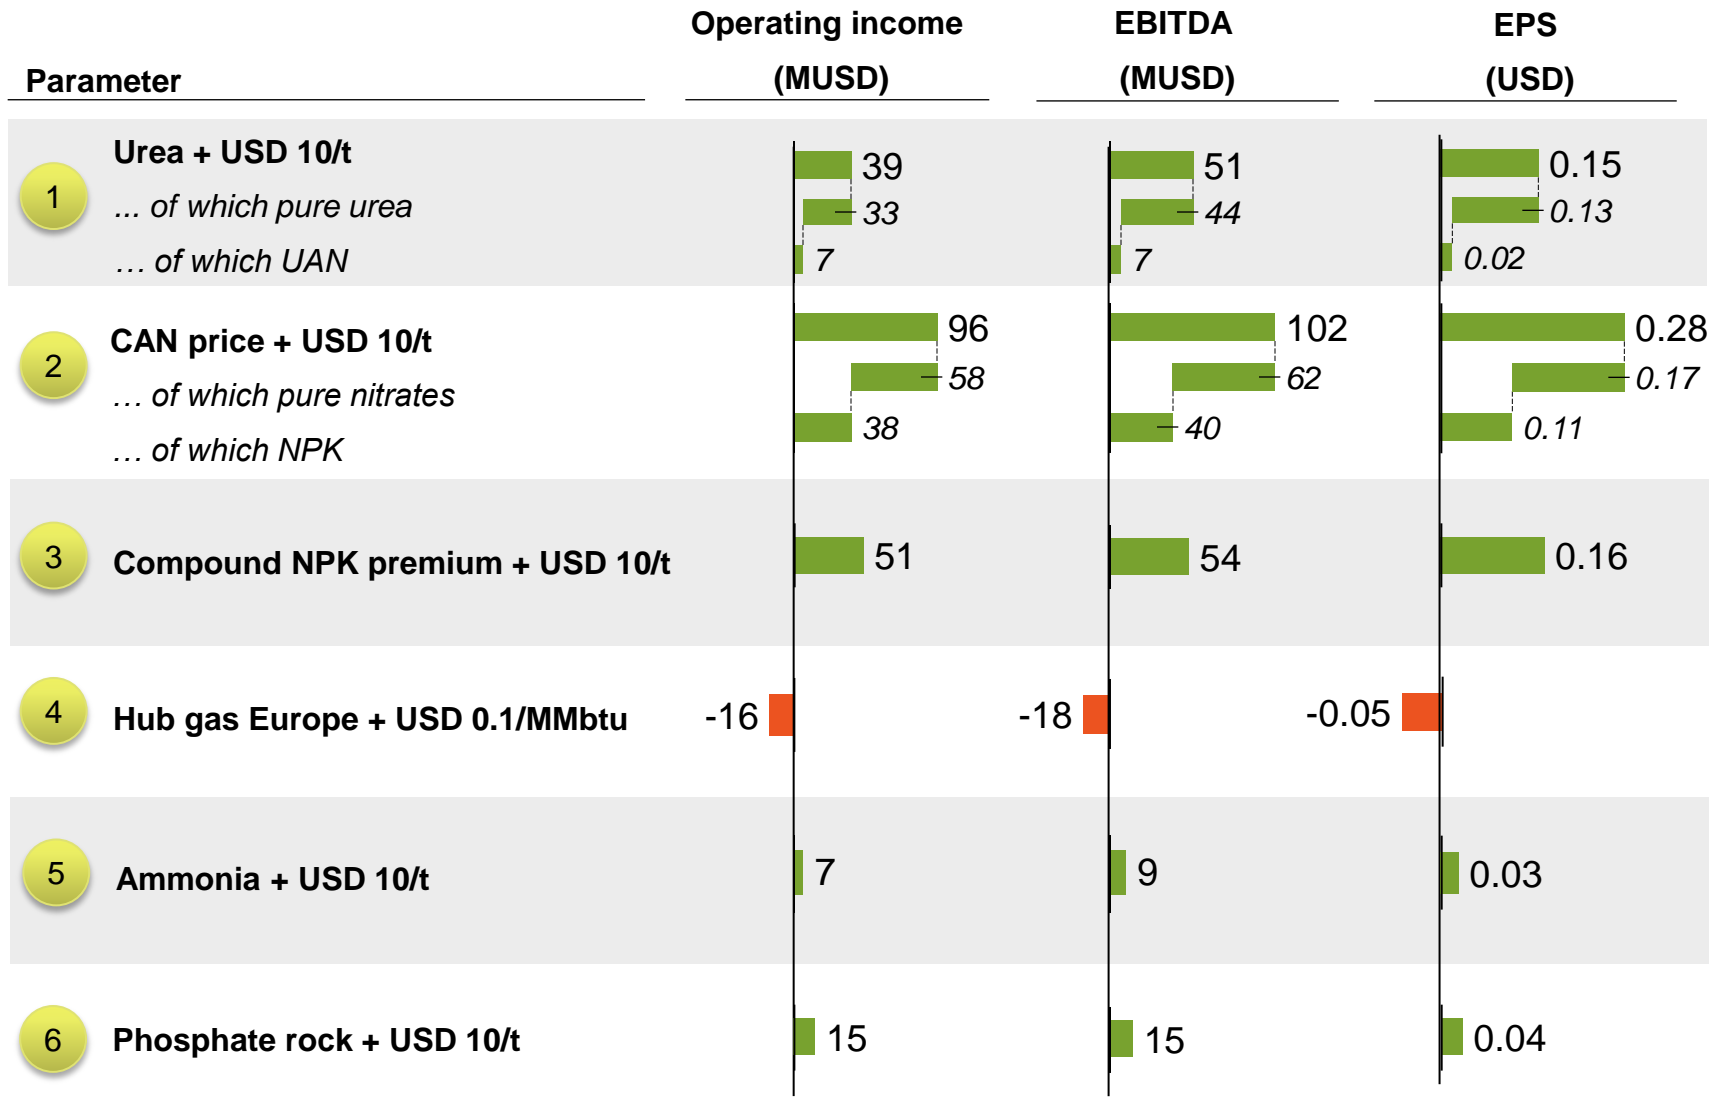 Operating income EBITDA EPS
Parameter (MUSD) (MUSD) (USD)
1 Urea + USD 10/t 39 51 0.15
... of which pure urea 33 44 0.13
… of which UAN 7 7 0.02
2 CAN price + USD 10/t 96 102 0.28
… of which pure nitrates 58 62 0.17
… of which NPK 38 40 0.11
3 Compound NPK premium + USD 10/t 51 54 0.16
4 Hub gas Europe + USD 0.1/MMbtu -16 -18 -0.05
5 Ammonia + USD 10/t 7 9 0.03
6 Phosphate rock + USD 10/t 15 15 0.04